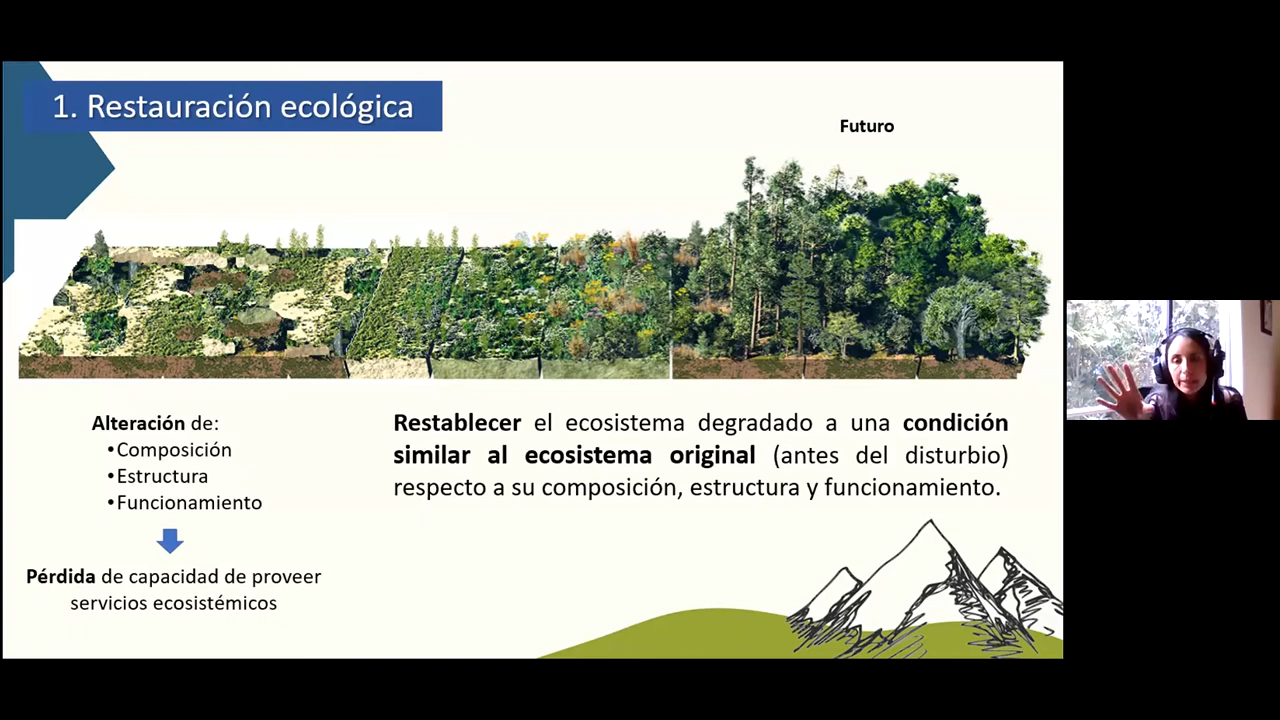 1. Restauración ecológica
Futuro
Alteración de:
•Composición
•Estructura
•Funcionamiento
Pérdida de capacidad de proveer
servicios ecosistémicos
Restablecer el ecosistema degradado a una condición
similar al ecosistema original (antes del disturbio)
respecto a su composición, estructura y funcionamiento.